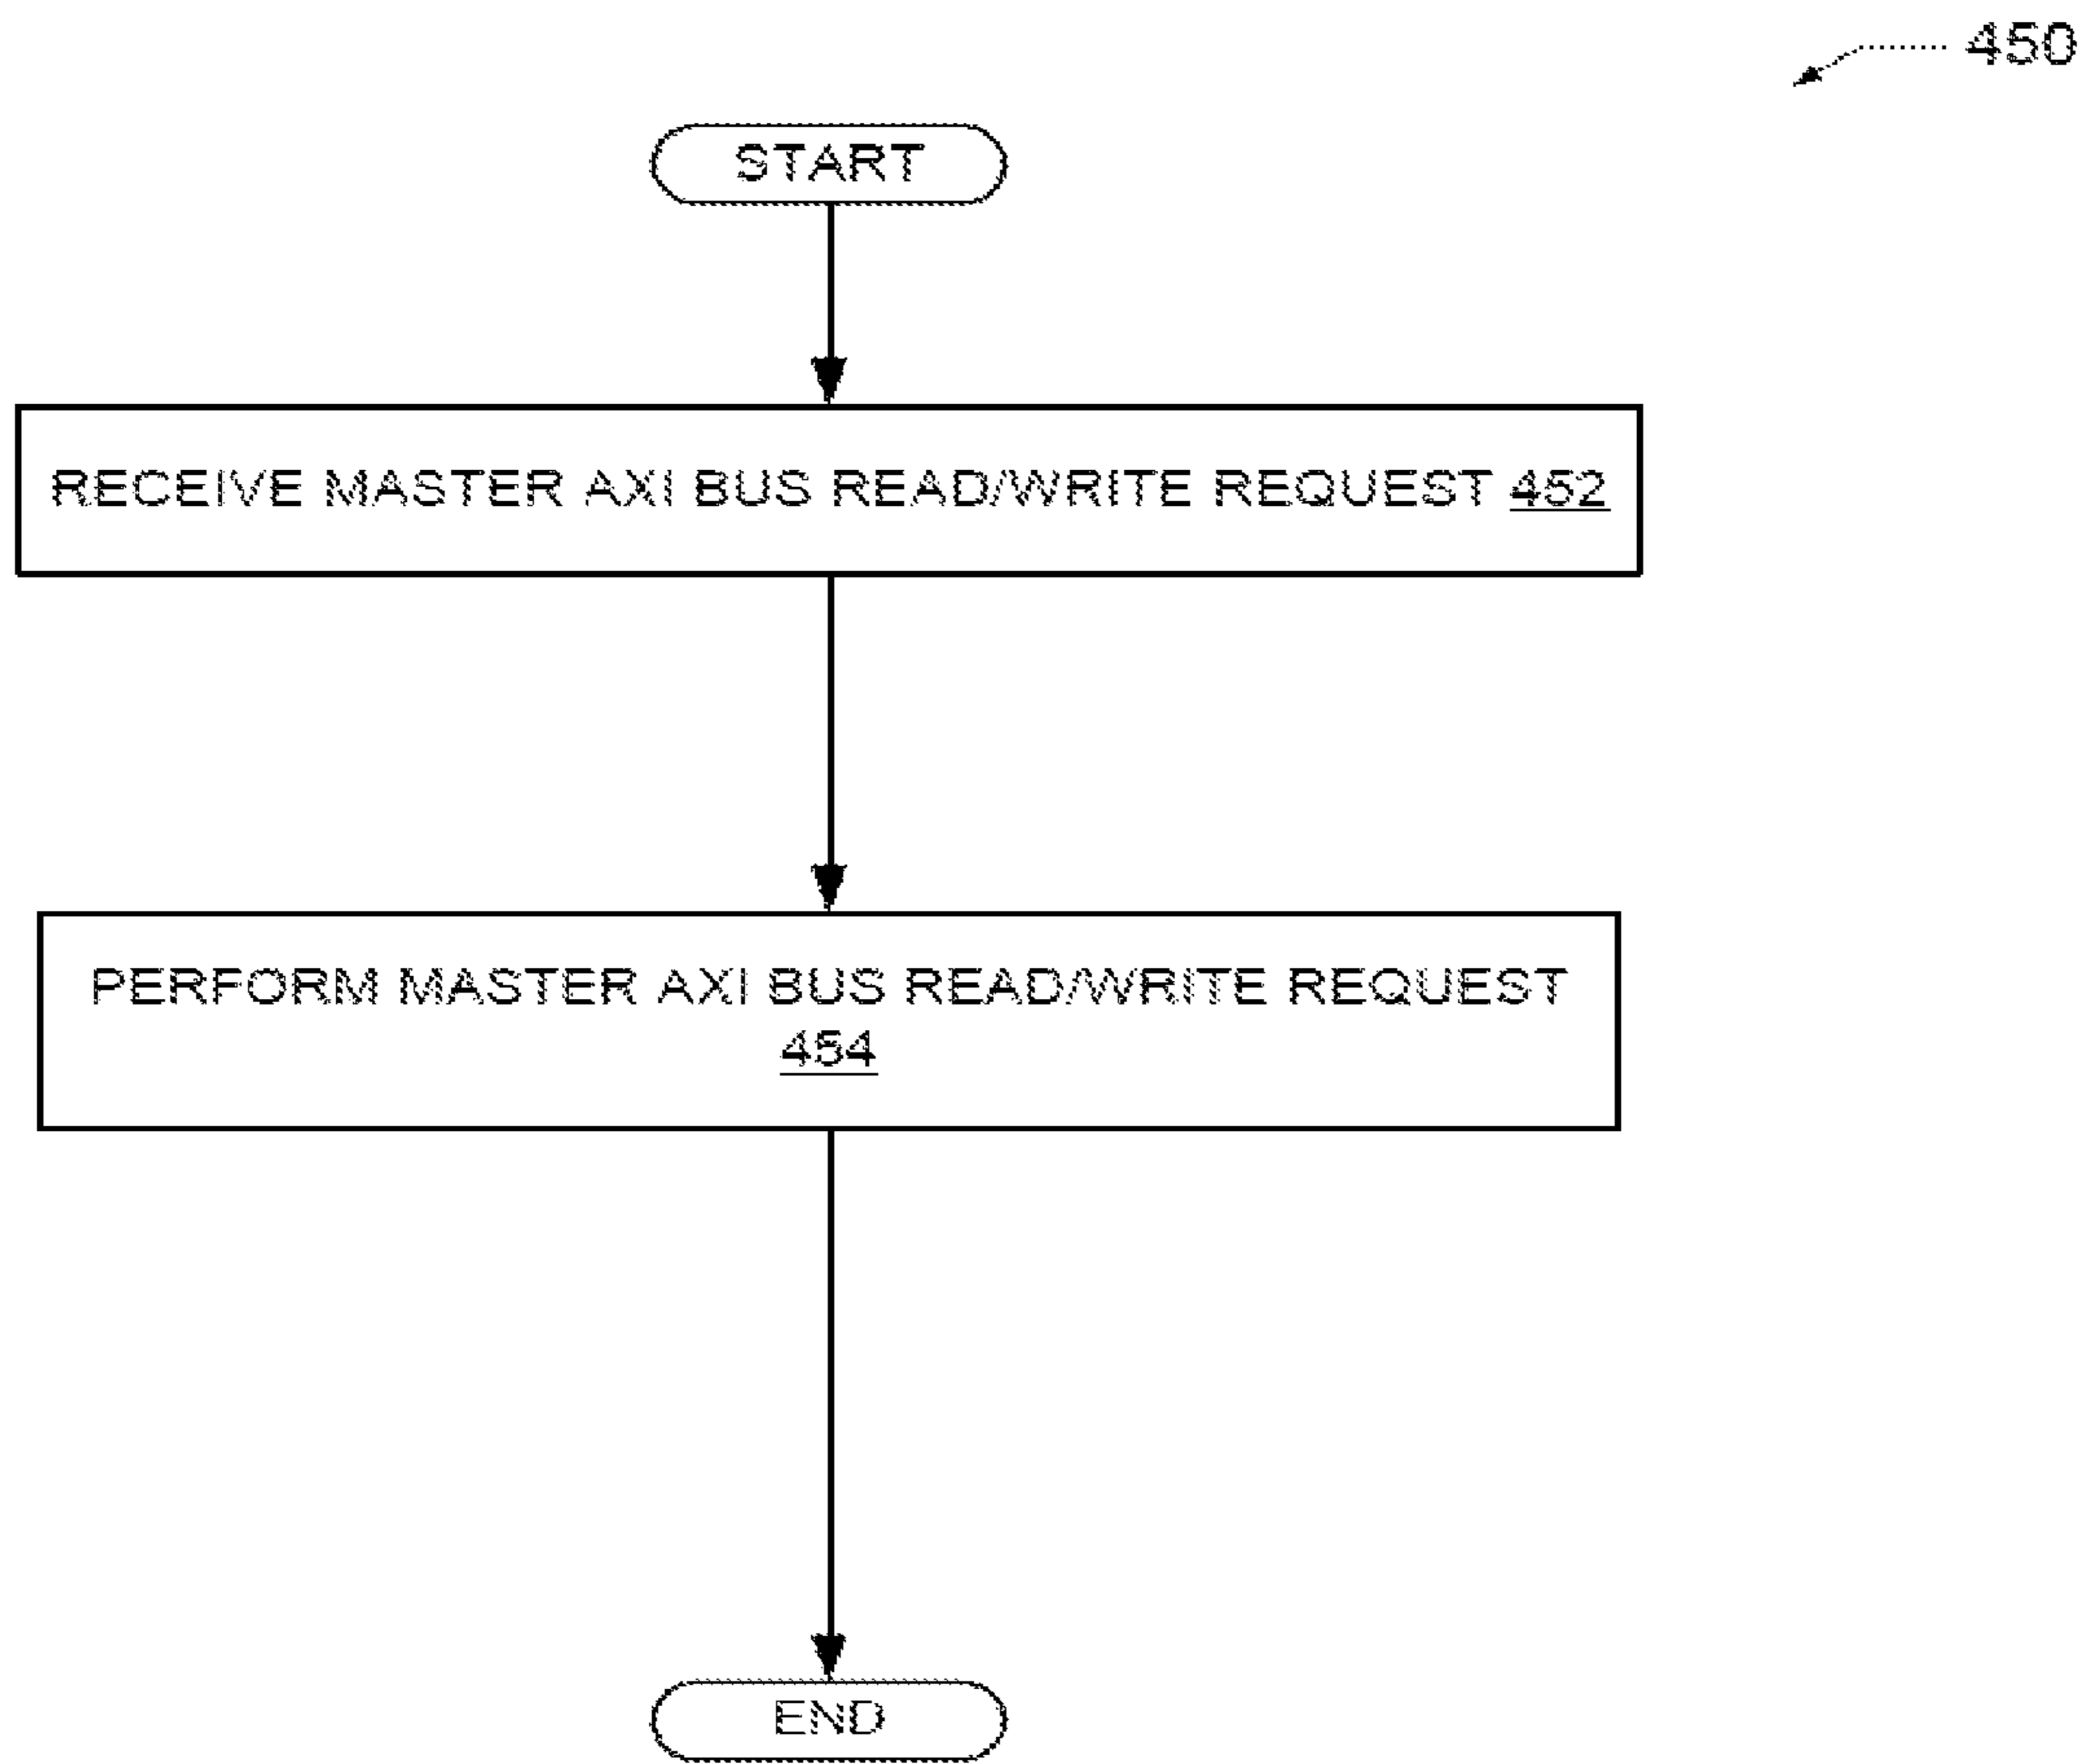 450
START
RECEIVE MASTER AXI BUS READ/WRITE REQUEST 452
PERFORM MASTER AXI BUS READ/WRITE REQUEST
454
END